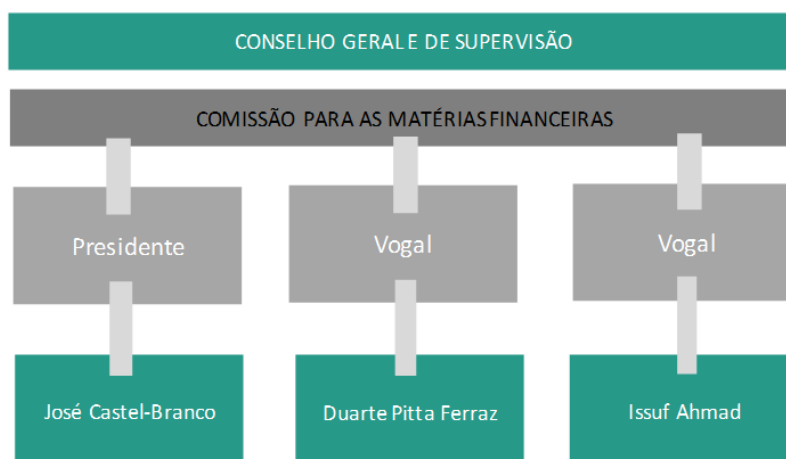 CONSELHO GERAL E DE SUPERVISÃO
COMISSÃO PARA AS MATÉRIAS FINANCEIRAS
Presidente
Vogal
Vogal
José Castel-Branco
Duarte Pitta Ferraz
Issuf Ahmad